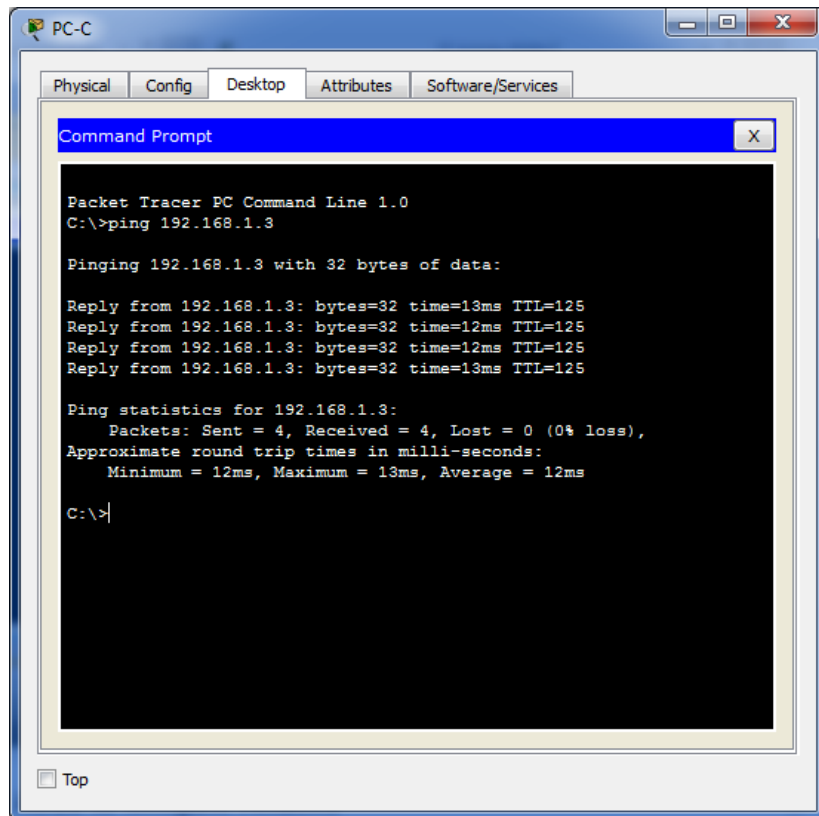 PC-C
X
Physical Config Desktop Attributes Software/Services
Command Prompt X
Packet Tracer PC Command Line 1.0
C:\>ping 192.168.1.3
Pinging 192.168.1.3 with 32 bytes of data:
Reply from 192.168.1.3: bytes=32 time=13ms TTL=125
Reply from 192.168.1.3: bytes=32 time=12ms TTL=125
Reply from 192.168.1.3: bytes=32 time=12ms TTL=125
Reply from 192.168.1.3: bytes=32 time=13ms TTL=125
Ping statistics for 192.168.1.3:
Packets: Sent = 4, Received = 4, Lost = 0 (0% loss),
Approximate round trip times in milli-seconds:
Minimum = 12ms, Maximum = 13ms, Average = 12ms
C:\>
Top